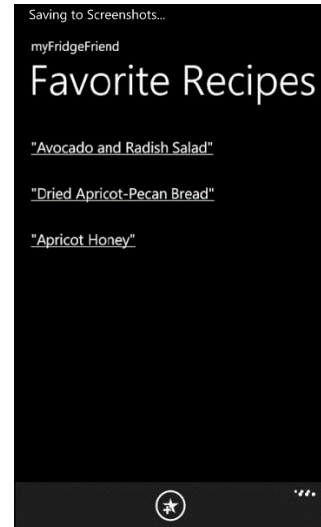 Saving to Screenshots...
myFridgeFriend
Favorite Recipes
"Avocado and Radish Salad"
"Dried Apricot-Pecan Bread"
"Apricot Honey"